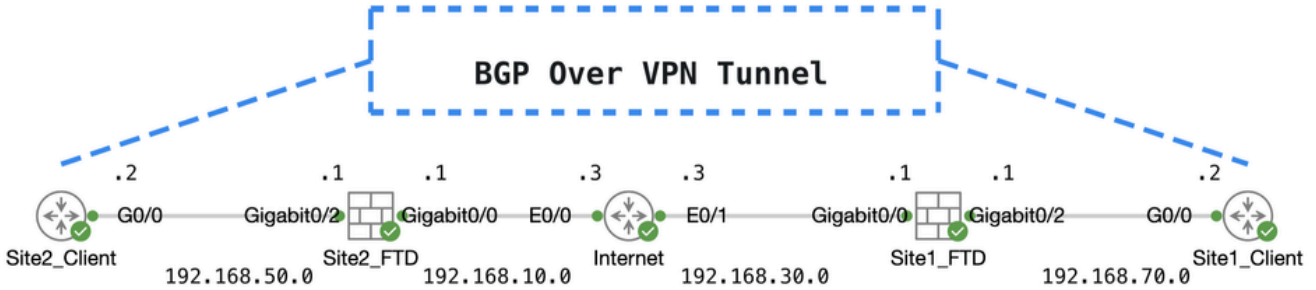 BGP Over VPN Tunnel
.2 .1 .1 .3 .3 .1 .1 .2
G0/0 Gigabit0/2 Gigabit0/0 E0/0 E0/1 Gigabit0/0 Gigabit0/2 G0/0
Site2_Client Site2_FTD Internet Site1_FTD Site1_Client
192.168.50.0 192.168.10.0 192.168.30.0 192.168.70.0